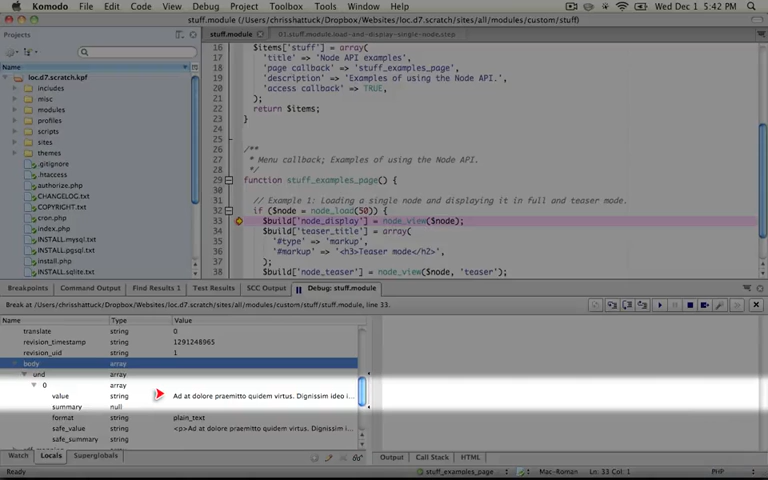 Komodo File Edit Code View Debug Project Toolbox Tools Window Help Wed Dec 1 5:42 PM
stuff.module (/Users/chrisshattuck/Dropbox/Websites/loc.d7.scratch/sites/all/modules/custom/stuff)
Projects
stuff.module
03.stuff.module.load-and-display-single-node.step
Name
loc.d7.scratch.kpf
includes
misc
modules
profiles
scripts
sites
themes
.gitignore
.htaccess
authorize.php
CHANGELOG.txt
COPYRIGHT.txt
cron.php
index.php
INSTALL.mysql.txt
INSTALL.pgsql.txt
install.php
INSTALL.sqlite.txt
16 $items['stuff'] = array(
17 'title' => 'Node API examples',
18 'page callback' => 'stuff_examples_page',
19 'description' => 'Examples of using the Node API.',
20 'access callback' => TRUE,
21 );
22 return $items;
23 }
24
25
26 /**
27 * Menu callback; Examples of using the Node API.
28 */
29 function stuff_examples_page() {
30
31 // Example 1: Loading a single node and displaying it in full and teaser mode.
32 if ($node = node_load(50)) {
33 $build['node_display'] = node_view($node);
34 $build['teaser_title'] = array(
35 '#type' => 'markup',
36 '#markup' => '<h3>Teaser mode</h2>',
37 );
38 $build['node_teaser'] = node_view($node, 'teaser');
Breakpoints Command Output Find Results 1 Test Results SCC Output Debug: stuff.module
Break at /Users/chrisshattuck/Dropbox/Websites/loc.d7.scratch/sites/all/modules/custom/stuff/stuff.module, line 33.
Name Type Value
translate string 0
revision_timestamp string 1291248965
revision_uid string 1
body array
und array
0 array
value string Ad at dolore praemitto quidem virtus. Dignissim ideo i...
summary null
format string plain_text
safe_value string <p>Ad at dolore praemitto quidem virtus. Dignissim i...
safe_summary string
Watch Locals Superglobals
Output Call Stack HTML
Ready stuff_examples_page Mac-Roman Ln: 33 Col: 1 PHP